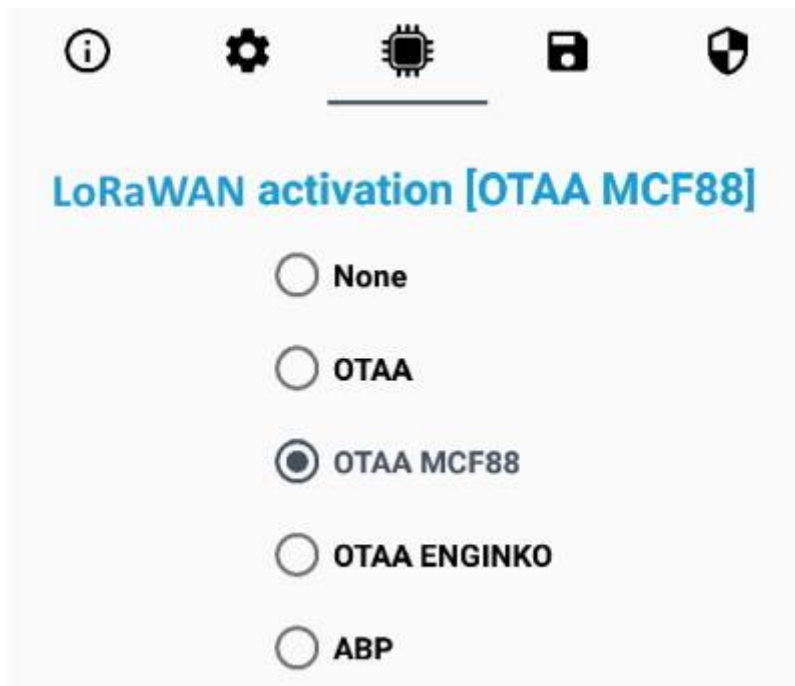 LoRaWAN activation [OTAA MCF88]
None
OTAA
OTAA MCF88
OTAA ENGINKO
ABP